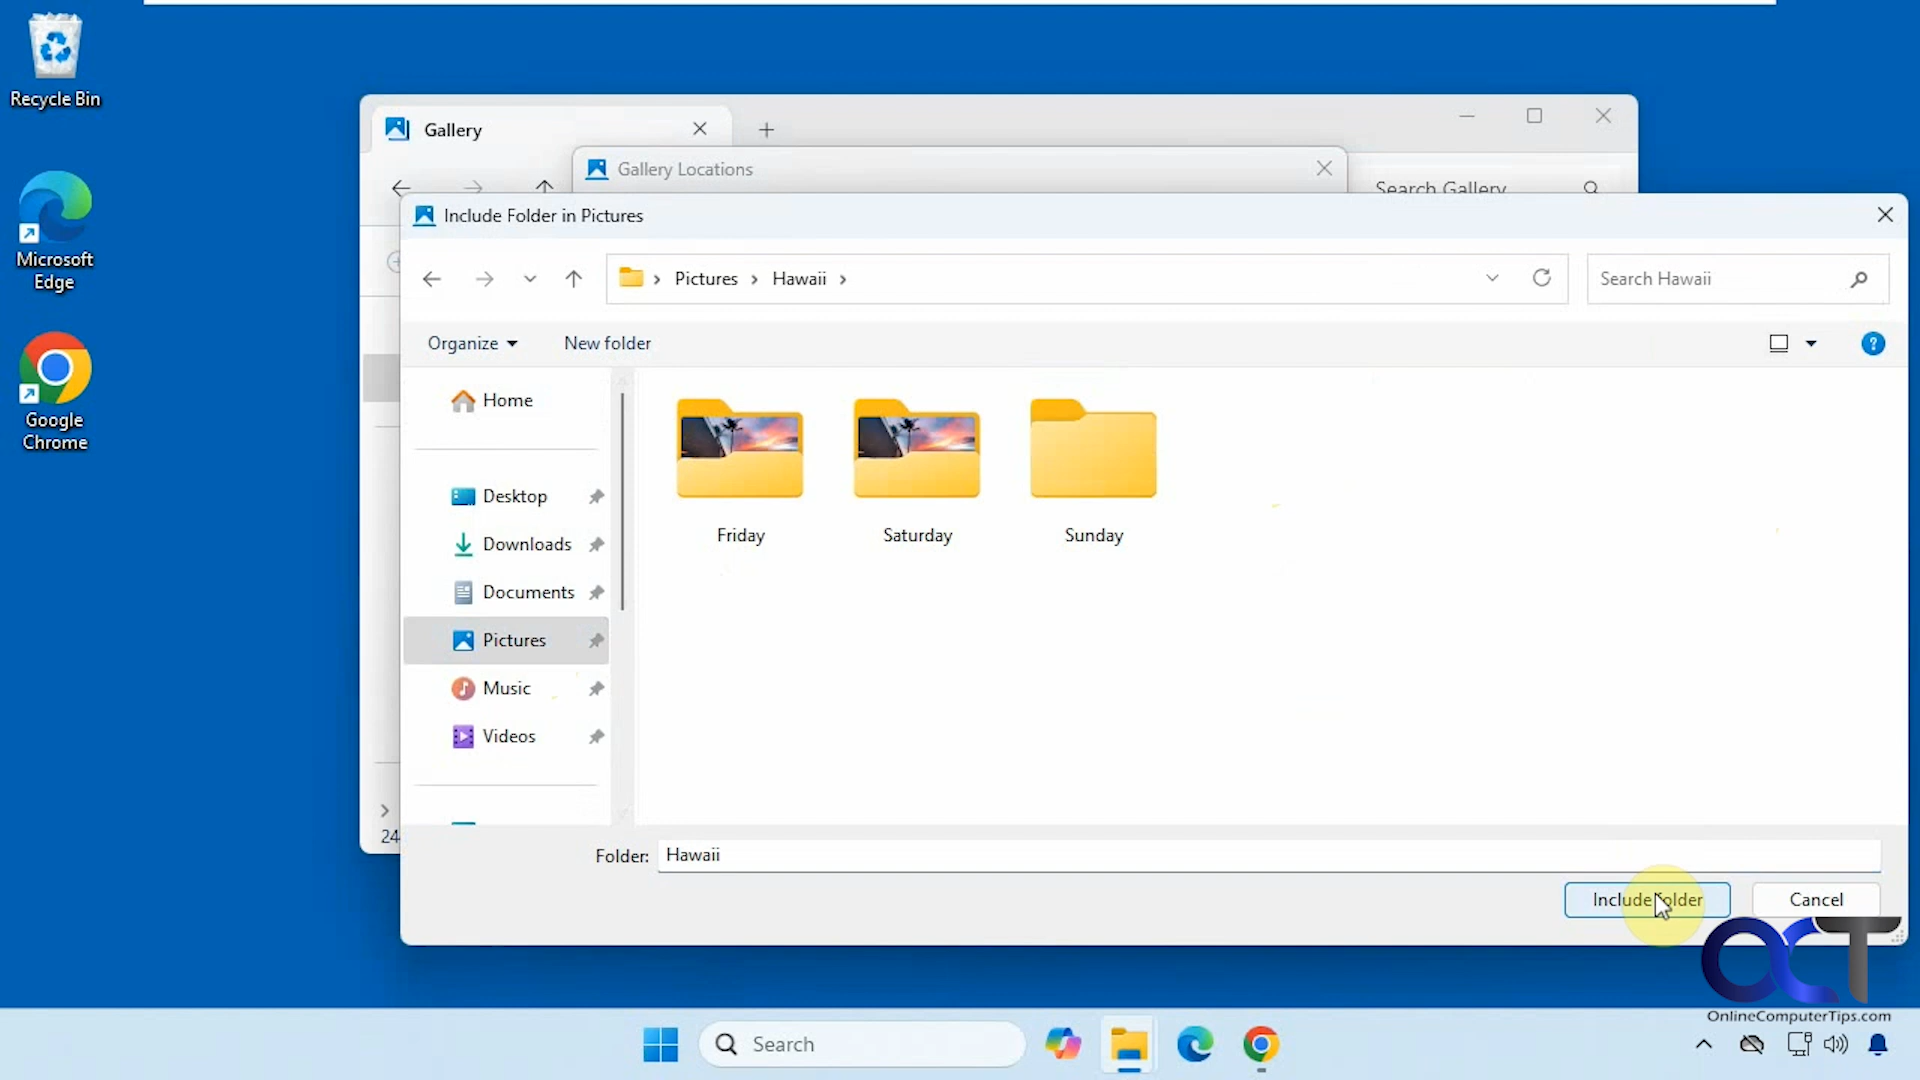 Recycle Bin
Microsoft
Edge
Google
Chrome
Gallery
Gallery Locations
Search Gallery
Include Folder in Pictures
Pictures
Hawaii
Search Hawaii
Organize
New folder
Home
Desktop
Downloads
Documents
Pictures
Music
Videos
Friday
Saturday
Sunday
24
Folder:
Hawaii
Include Folder
Cancel
OCT
OnlineComputerTips.com
Search